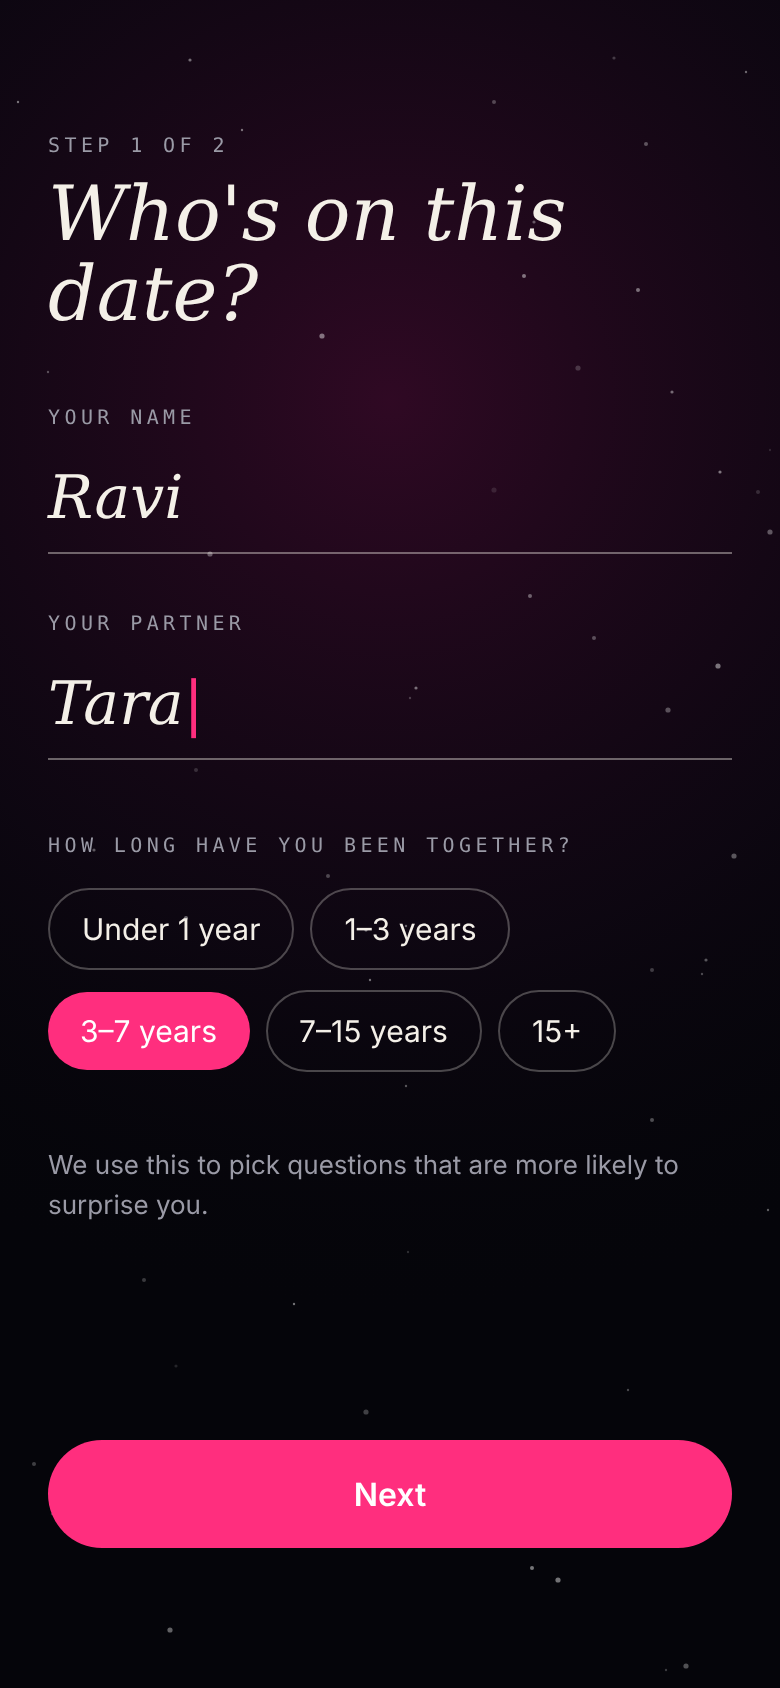 STEP 1 OF 2
Who's on this
date?
YOUR NAME
Ravi
YOUR PARTNER
Tara
HOW LONG HAVE YOU BEEN TOGETHER?
Under 1 year
1–3 years
3–7 years
7–15 years
15+
We use this to pick questions that are more likely to
surprise you.
Next